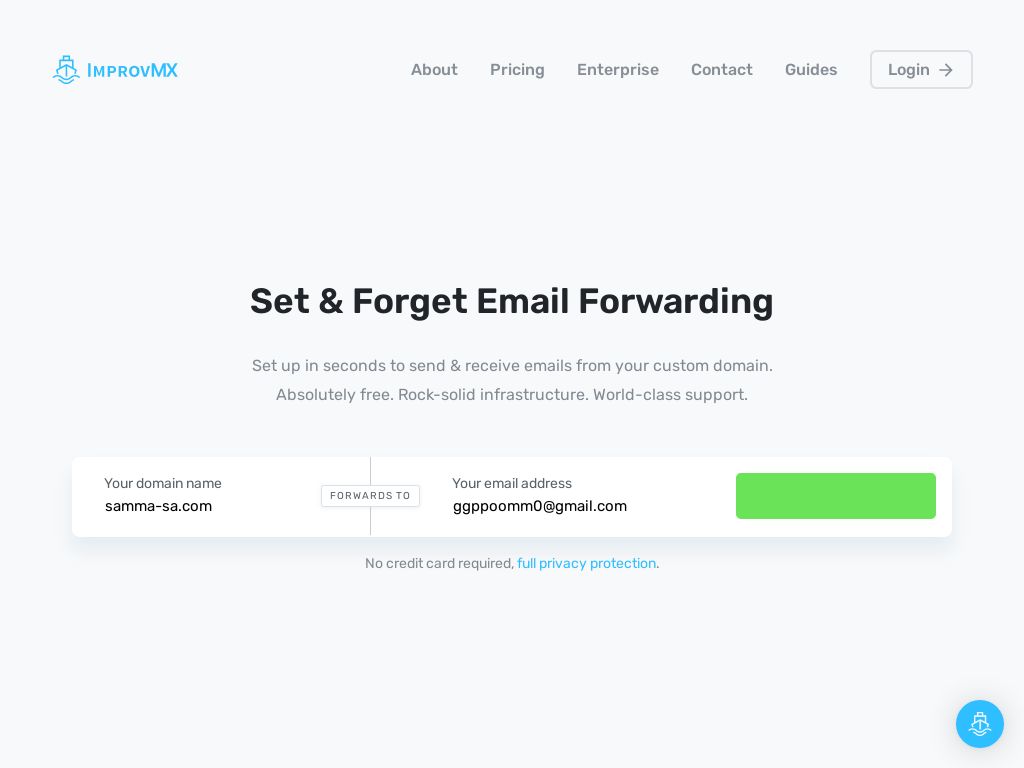 IMPROVMX
About Pricing Enterprise Contact Guides Login →
Set & Forget Email Forwarding
Set up in seconds to send & receive emails from your custom domain.
Absolutely free. Rock-solid infrastructure. World-class support.
Your domain name
samma-sa.com
FORWARDS TO
Your email address
ggppoomm0@gmail.com
No credit card required, full privacy protection.